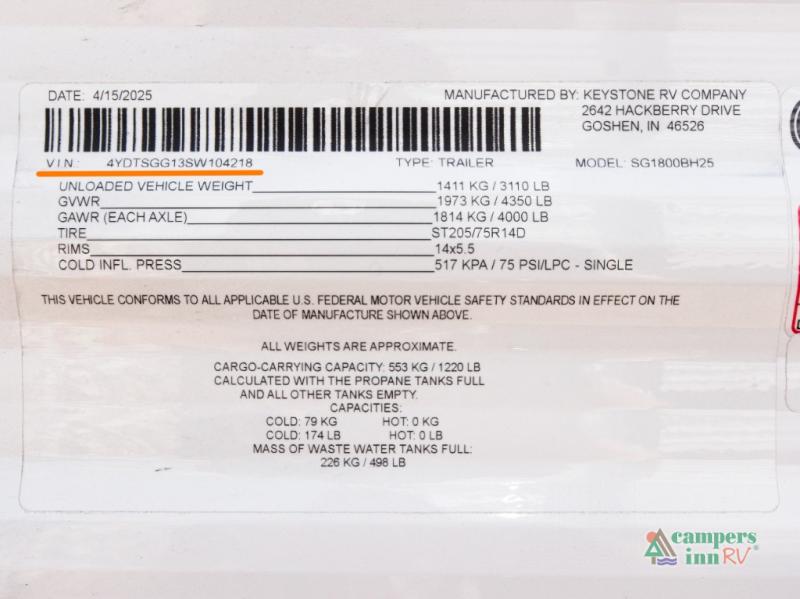 DATE: 4/15/2025
MANUFACTURED BY: KEYSTONE RV COMPANY
2642 HACKBERRY DRIVE
GOSHEN, IN 46526
V.I.N.: 4YDTSGG13SW104218 TYPE: TRAILER MODEL: SG1800BH25
UNLOADED VEHICLE WEIGHT 1411 KG / 3110 LB
GVWR 1973 KG / 4350 LB
GAWR (EACH AXLE) 1814 KG / 4000 LB
TIRE ST205/75R14D
RIMS 14x5.5
COLD INFL. PRESS 517 KPA / 75 PSI/LPC - SINGLE
THIS VEHICLE CONFORMS TO ALL APPLICABLE U.S. FEDERAL MOTOR VEHICLE SAFETY STANDARDS IN EFFECT ON THE
DATE OF MANUFACTURE SHOWN ABOVE.
ALL WEIGHTS ARE APPROXIMATE.
CARGO-CARRYING CAPACITY: 553 KG / 1220 LB
CALCULATED WITH THE PROPANE TANKS FULL
AND ALL OTHER TANKS EMPTY.
CAPACITIES:
COLD: 79 KG HOT: 0 KG
COLD: 174 LB HOT: 0 LB
MASS OF WASTE WATER TANKS FULL:
226 KG / 498 LB
campers
inn RV®